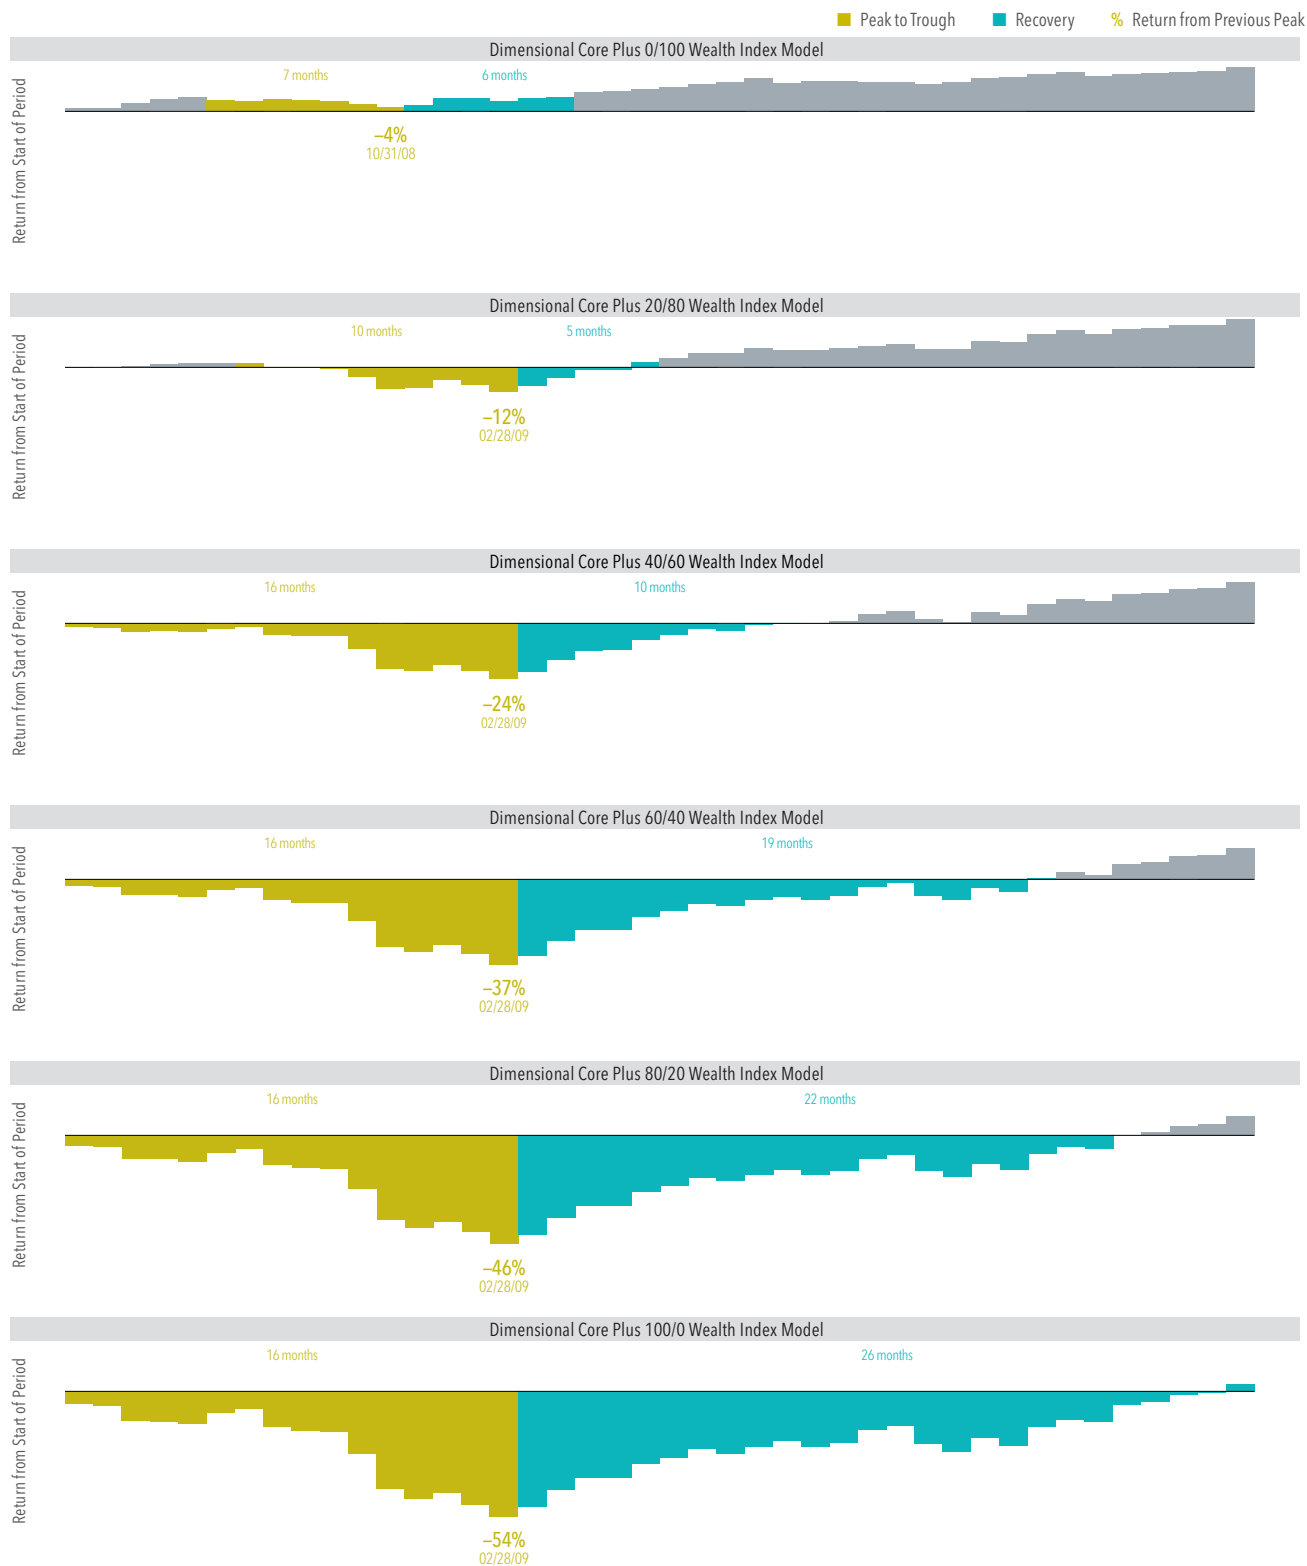 Peak to Trough Recovery % Return from Previous Peak
Dimensional Core Plus 0/100 Wealth Index Model
Return from Start of Period
7 months 6 months
–4%
10/31/08
Dimensional Core Plus 20/80 Wealth Index Model
Return from Start of Period
10 months 5 months
–12%
02/28/09
Dimensional Core Plus 40/60 Wealth Index Model
Return from Start of Period
16 months 10 months
–24%
02/28/09
Dimensional Core Plus 60/40 Wealth Index Model
Return from Start of Period
16 months 19 months
–37%
02/28/09
Dimensional Core Plus 80/20 Wealth Index Model
Return from Start of Period
16 months 22 months
–46%
02/28/09
Dimensional Core Plus 100/0 Wealth Index Model
Return from Start of Period
16 months 26 months
–54%
02/28/09